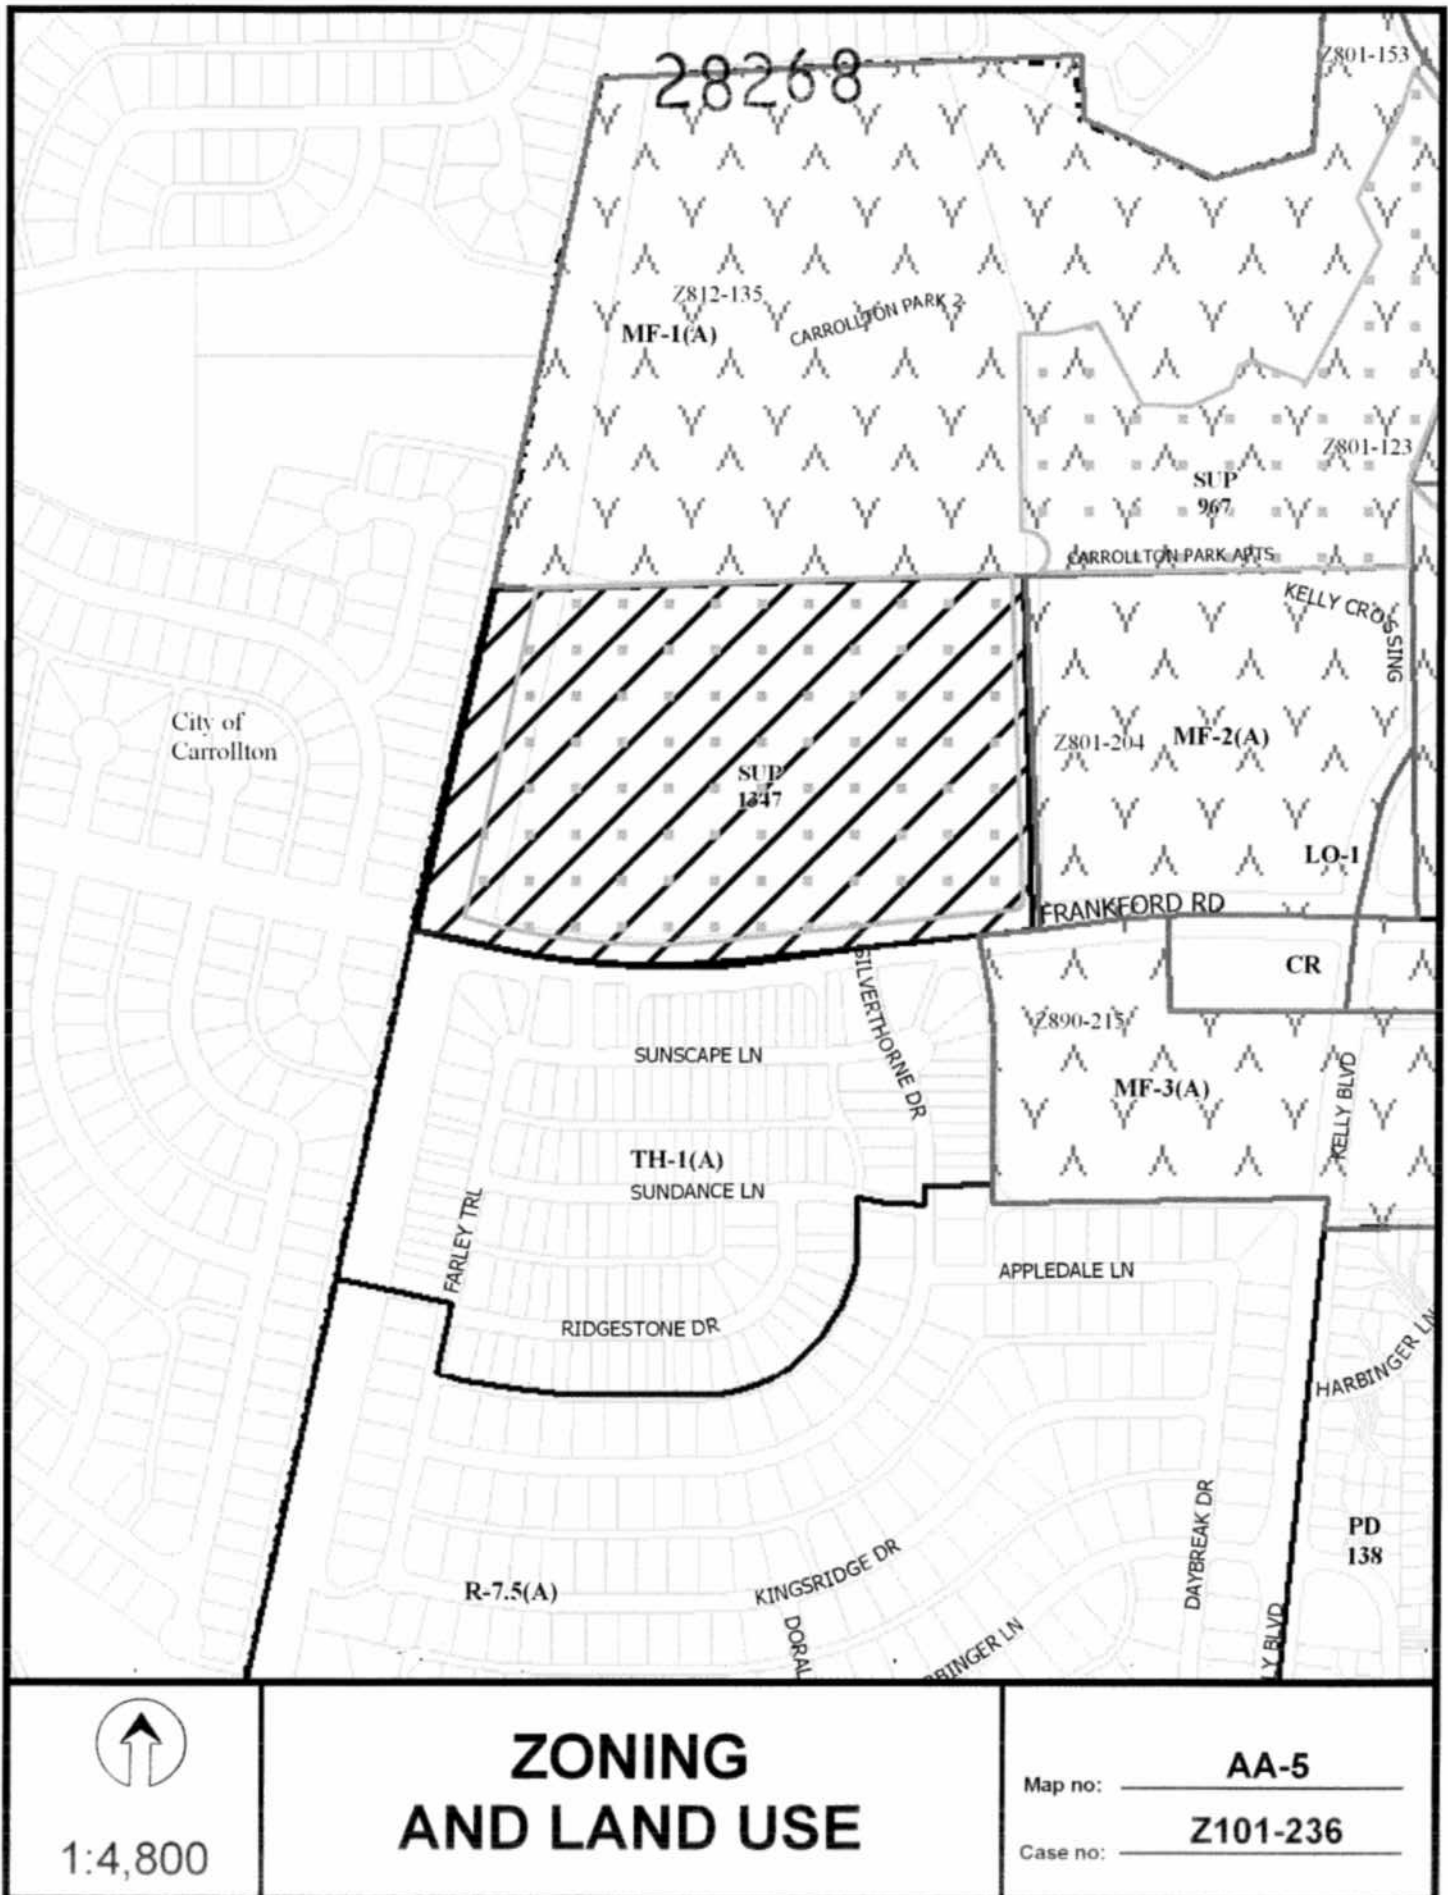 28268
Z801-153
Z812-135
MF-1(A)
CARROLLTON PARK 2
Z801-123
SUP
967
CARROLLTON PARK APTS
KELLY CROSSING
City of
Carrollton
Z801-204
MF-2(A)
SUP
1347
LO-1
FRANKFORD RD
CR
SILVERTHORNE DR
Z890-215
SUNSCAPE LN
MF-3(A)
KELLY BLVD
TH-1(A)
SUNDANCE LN
FARLEY TRL
APPLEDALE LN
RIDGESTONE DR
HARBINGER LN
DAYBREAK DR
PD
138
R-7.5(A)
KINGSRIDGE DR
DORAL
RBINGER LN
LY BLVD
1:4,800
ZONING
AND LAND USE
Map no: AA-5
Case no: Z101-236